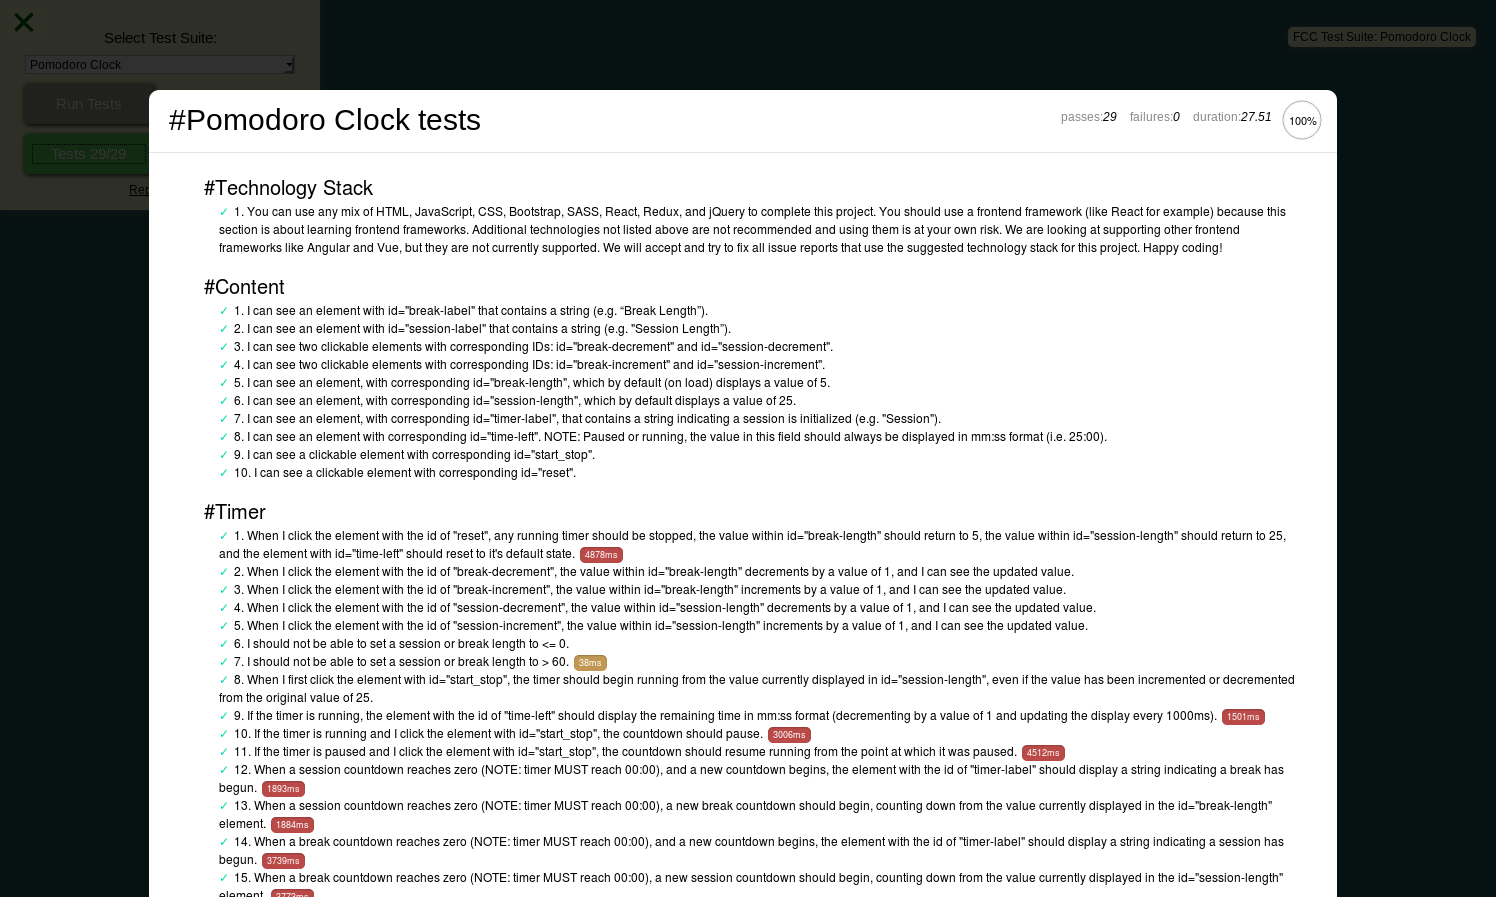 Select Test Suite:
Pomodoro Clock
FCC Test Suite: Pomodoro Clock
Run Tests
Tests 29/29
#Pomodoro Clock tests
passes:29 failures:0 duration:27.51 100%
#Technology Stack
✓ 1. You can use any mix of HTML, JavaScript, CSS, Bootstrap, SASS, React, Redux, and jQuery to complete this project. You should use a frontend framework (like React for example) because this
section is about learning frontend frameworks. Additional technologies not listed above are not recommended and using them is at your own risk. We are looking at supporting other frontend
frameworks like Angular and Vue, but they are not currently supported. We will accept and try to fix all issue reports that use the suggested technology stack for this project. Happy coding!
#Content
✓ 1. I can see an element with id="break-label" that contains a string (e.g. “Break Length”).
✓ 2. I can see an element with id="session-label" that contains a string (e.g. "Session Length”).
✓ 3. I can see two clickable elements with corresponding IDs: id="break-decrement" and id="session-decrement".
✓ 4. I can see two clickable elements with corresponding IDs: id="break-increment" and id="session-increment".
✓ 5. I can see an element, with corresponding id="break-length", which by default (on load) displays a value of 5.
✓ 6. I can see an element, with corresponding id="session-length", which by default displays a value of 25.
✓ 7. I can see an element, with corresponding id="timer-label", that contains a string indicating a session is initialized (e.g. "Session").
✓ 8. I can see an element with corresponding id="time-left". NOTE: Paused or running, the value in this field should always be displayed in mm:ss format (i.e. 25:00).
✓ 9. I can see a clickable element with corresponding id="start_stop".
✓ 10. I can see a clickable element with corresponding id="reset".
#Timer
✓ 1. When I click the element with the id of "reset", any running timer should be stopped, the value within id="break-length" should return to 5, the value within id="session-length" should return to 25,
and the element with id="time-left" should reset to it's default state. 4878ms
✓ 2. When I click the element with the id of "break-decrement", the value within id="break-length" decrements by a value of 1, and I can see the updated value.
✓ 3. When I click the element with the id of "break-increment", the value within id="break-length" increments by a value of 1, and I can see the updated value.
✓ 4. When I click the element with the id of "session-decrement", the value within id="session-length" decrements by a value of 1, and I can see the updated value.
✓ 5. When I click the element with the id of "session-increment", the value within id="session-length" increments by a value of 1, and I can see the updated value.
✓ 6. I should not be able to set a session or break length to <= 0.
✓ 7. I should not be able to set a session or break length to > 60. 38ms
✓ 8. When I first click the element with id="start_stop", the timer should begin running from the value currently displayed in id="session-length", even if the value has been incremented or decremented
from the original value of 25.
✓ 9. If the timer is running, the element with the id of "time-left" should display the remaining time in mm:ss format (decrementing by a value of 1 and updating the display every 1000ms). 1501ms
✓ 10. If the timer is running and I click the element with id="start_stop", the countdown should pause. 3006ms
✓ 11. If the timer is paused and I click the element with id="start_stop", the countdown should resume running from the point at which it was paused. 4512ms
✓ 12. When a session countdown reaches zero (NOTE: timer MUST reach 00:00), and a new countdown begins, the element with the id of "timer-label" should display a string indicating a break has
begun. 1893ms
✓ 13. When a session countdown reaches zero (NOTE: timer MUST reach 00:00), a new break countdown should begin, counting down from the value currently displayed in the id="break-length"
element. 1884ms
✓ 14. When a break countdown reaches zero (NOTE: timer MUST reach 00:00), and a new countdown begins, the element with the id of "timer-label" should display a string indicating a session has
begun. 3739ms
✓ 15. When a break countdown reaches zero (NOTE: timer MUST reach 00:00), a new session countdown should begin, counting down from the value currently displayed in the id="session-length"
element.